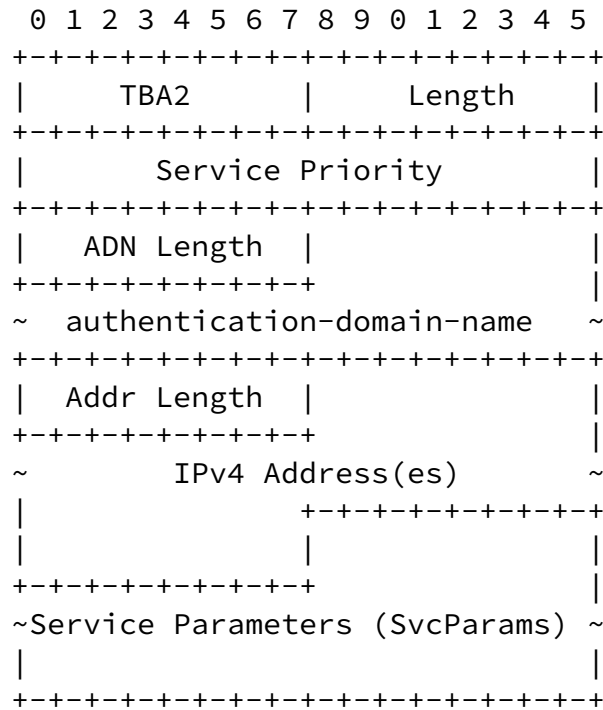 0 1 2 3 4 5 6 7 8 9 0 1 2 3 4 5
+-+-+-+-+-+-+-+-+-+-+-+-+-+-+-+-+
|     TBA2      |     Length    |
+-+-+-+-+-+-+-+-+-+-+-+-+-+-+-+-+
|       Service Priority        |
+-+-+-+-+-+-+-+-+-+-+-+-+-+-+-+-+
|   ADN Length  |               |
+-+-+-+-+-+-+-+-+               |
~  authentication-domain-name   ~
+-+-+-+-+-+-+-+-+-+-+-+-+-+-+-+-+
|  Addr Length  |               |
+-+-+-+-+-+-+-+-+               |
~        IPv4 Address(es)       ~
|               +-+-+-+-+-+-+-+-+
|               |               |
+-+-+-+-+-+-+-+-+               |
~Service Parameters (SvcParams) ~
|                               |
+-+-+-+-+-+-+-+-+-+-+-+-+-+-+-+-+